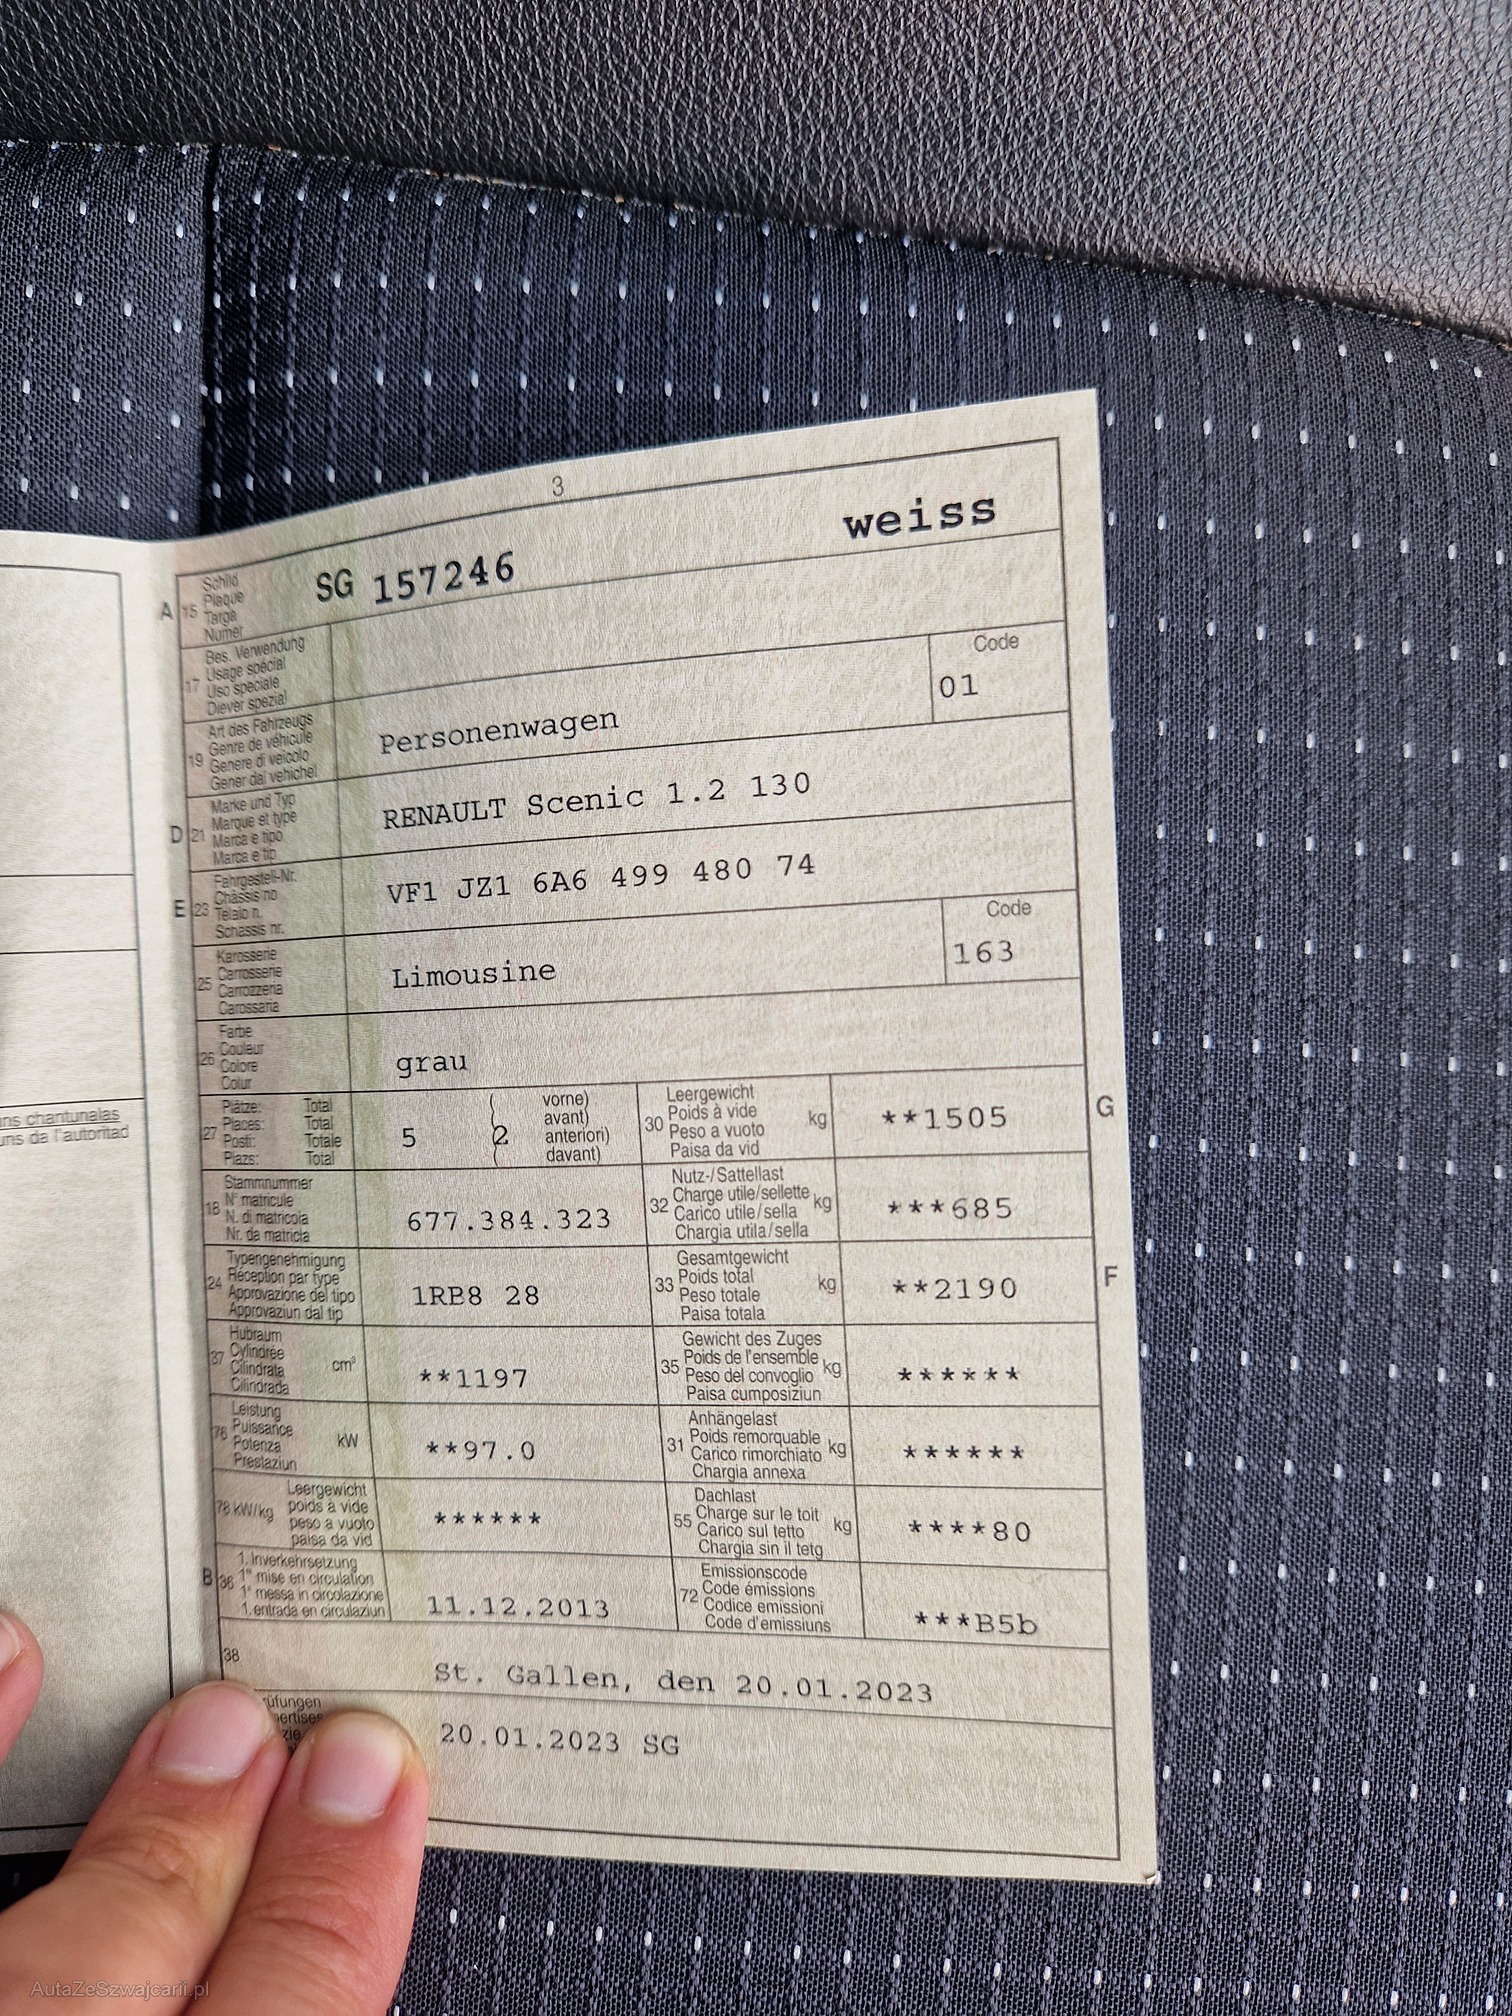 3
A 15 Schild
Plaque
Targa
Numer
SG 157246 weiss
17 Bes. Verwendung
Usage spécial
Uso speciale
Diever spezial
19 Art des Fahrzeugs
Genre de véhicule
Genere di veicolo
Gener dal vehichel
Personenwagen
Code
01
D 21 Marke und Typ
Marque et type
Marca e tipo
Marca e tip
RENAULT Scenic 1.2 130
E 23 Fahrgestell-Nr.
Châssis no
Telaio n.
Schassis nr.
VF1 JZ1 6A6 499 480 74
25 Karosserie
Carrosserie
Carrozzeria
Carossaria
Limousine
Code
163
26 Farbe
Couleur
Colore
Colur
grau
27 Plätze: Total
Places: Total
Posti: Totale
Plazs: Total
5 (2
vorne)
avant)
anteriori)
davant)
30 Leergewicht
Poids à vide
Peso a vuoto
Paisa da vid
kg
**1505
G
18 Stammnummer
N° matricule
N. di matricola
Nr. da matricla
677.384.323
32 Nutz-/Sattellast
Charge utile/sellette
Carico utile/sella
Chargia utila/sella
kg
***685
24 Typengenehmigung
Réception par type
Approvazione del tipo
Approvaziun dal tip
1RB8 28
33 Gesamtgewicht
Poids total
Peso totale
Paisa totala
kg
**2190
F
37 Hubraum
Cylindrée
Cilindrata
Cilindrada
cm³
**1197
35 Gewicht des Zuges
Poids de l'ensemble
Peso del convoglio
Paisa cumposiziun
kg
******
76 Leistung
Puissance
Potenza
Prestaziun
kW
**97.0
31 Anhängelast
Poids remorquable
Carico rimorchiato
Chargia annexa
kg
******
78 kW/kg Leergewicht
poids à vide
peso a vuoto
paisa da vid
******
55 Dachlast
Charge sur le toit
Carico sul tetto
Chargia sin il tetg
kg
****80
B 36 1. Inverkehrsetzung
1re mise en circulation
1a messa in circolazione
1. entrada en circulaziun
11.12.2013
72 Emissionscode
Code émissions
Codice emissioni
Code d'emissiuns
***B5b
38
St. Gallen, den 20.01.2023
20.01.2023 SG
ns chantunalas
uns da l'autoritad
AutaZeSzwajcarii.pl